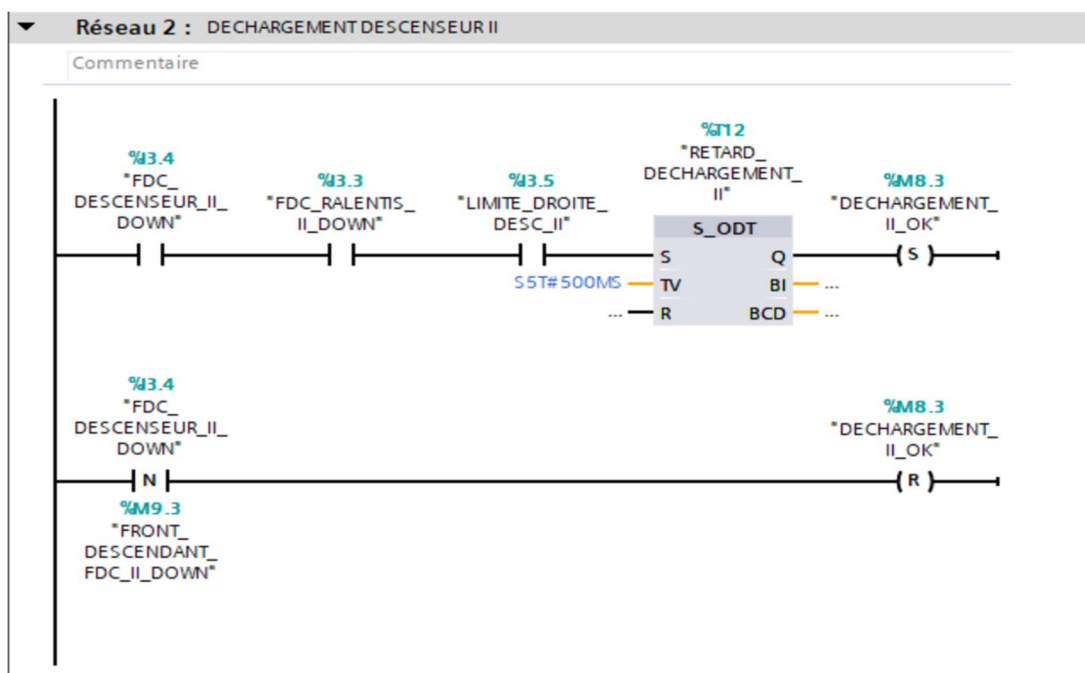 Réseau 2 : DECHARGEMENT DESCENSEUR II
Commentaire
%I3.4
"FDC_
DESCENSEUR_II_
DOWN"
%I3.3
"FDC_RALENTIS_
II_DOWN"
%I3.5
"LIMITE_DROITE_
DESC_II"
%T12
"RETARD_
DECHARGEMENT_
II"
S_ODT
S Q
S5T#500MS TV BI ...
... R BCD ...
%M8.3
"DECHARGEMENT_
II_OK"
S
%I3.4
"FDC_
DESCENSEUR_II_
DOWN"
N
%M9.3
"FRONT_
DESCENDANT_
FDC_II_DOWN"
%M8.3
"DECHARGEMENT_
II_OK"
R